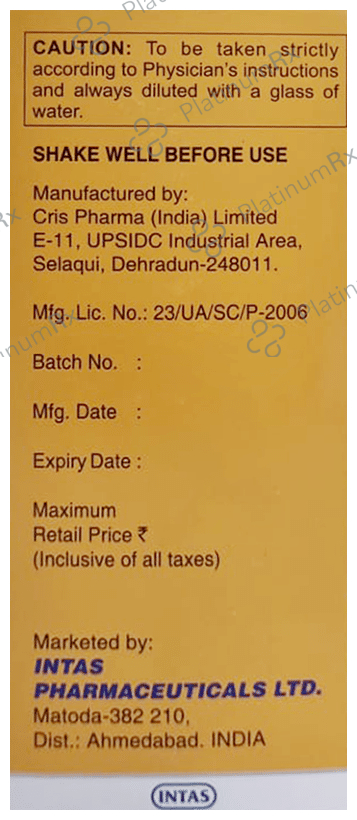 CAUTION: To be taken strictly
according to Physician's instructions
and always diluted with a glass of
water.
SHAKE WELL BEFORE USE
Manufactured by:
Cris Pharma (India) Limited
E-11, UPSIDC Industrial Area,
Selaqui, Dehradun-248011.
Mfg. Lic. No.: 23/UA/SC/P-2006
Batch No. :
Mfg. Date :
Expiry Date :
Maximum
Retail Price ₹
(Inclusive of all taxes)
Marketed by:
INTAS
PHARMACEUTICALS LTD.
Matoda-382 210,
Dist.: Ahmedabad. INDIA
INTAS
PlatinumRx
PlatinumRx